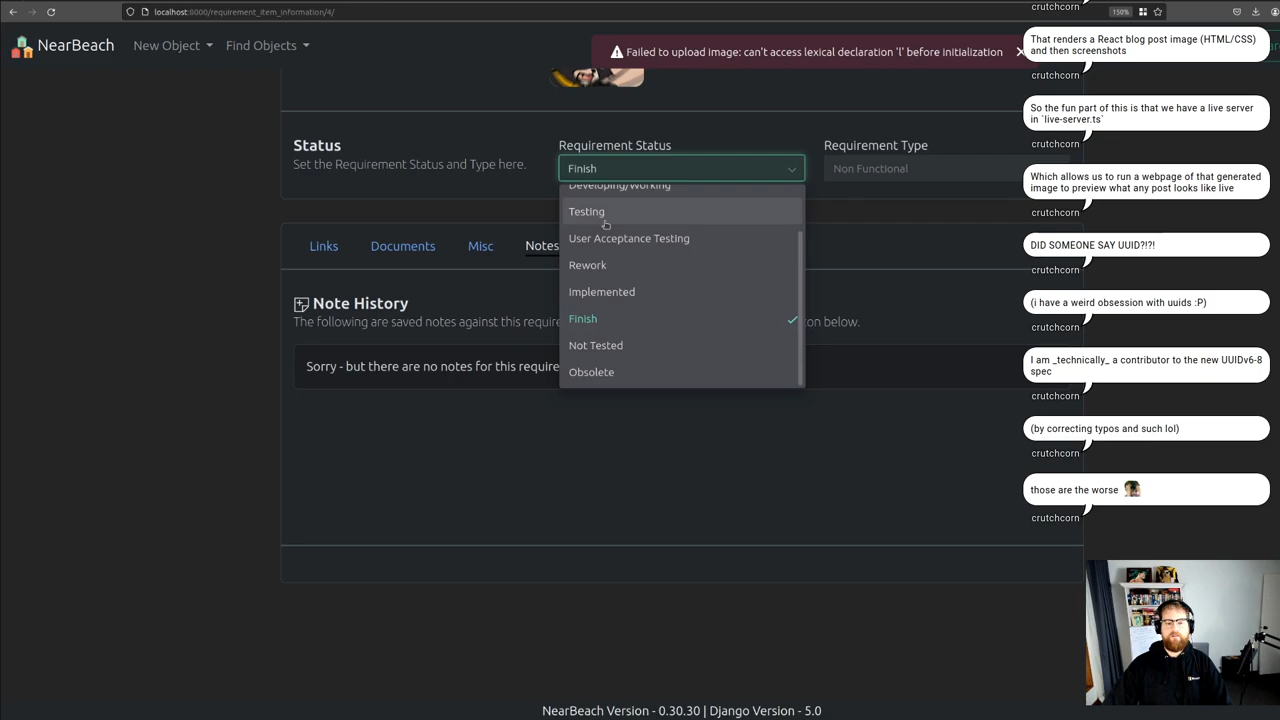 localhost:8000/requirement_item_information/4/
150%
NearBeach
New Object
Find Objects
Failed to upload image: can't access lexical declaration 'l' before initialization
Status
Set the Requirement Status and Type here.
Requirement Status
Finish
Requirement Type
Non Functional
Developing/Working
Testing
User Acceptance Testing
Rework
Implemented
Finish
Not Tested
Obsolete
Links
Documents
Misc
Notes
Note History
The following are saved notes against this
on below.
Sorry - but there are no notes for this
crutchcorn
That renders a React blog post image (HTML/CSS)
and then screenshots
crutchcorn
So the fun part of this is that we have a live server
in `live-server.ts`
crutchcorn
Which allows us to run a webpage of that generated
image to preview what any post looks like live
crutchcorn
DID SOMEONE SAY UUID?!?!
crutchcorn
(i have a weird obsession with uuids :P)
crutchcorn
I am _technically_ a contributor to the new UUIDv6-8
spec
crutchcorn
(by correcting typos and such lol)
crutchcorn
those are the worse
crutchcorn
NearBeach Version - 0.30.30 | Django Version - 5.0